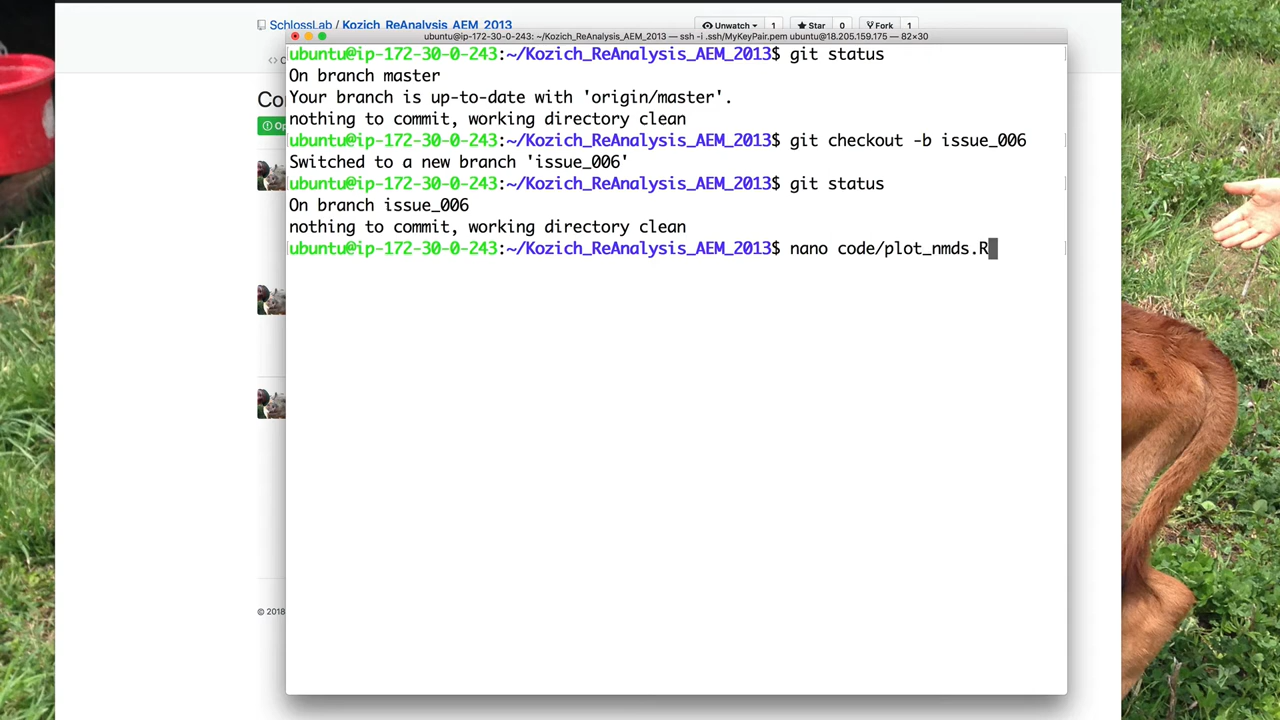 SchlossLab / Kozich_ReAnalysis_AEM_2013
Unwatch 1 Star 0 Fork 1
ubuntu@ip-172-30-0-243: ~/Kozich_ReAnalysis_AEM_2013 — ssh -i .ssh/MyKeyPair.pem ubuntu@18.205.159.175 — 82×30
ubuntu@ip-172-30-0-243:~/Kozich_ReAnalysis_AEM_2013$ git status
On branch master
Your branch is up-to-date with 'origin/master'.
nothing to commit, working directory clean
ubuntu@ip-172-30-0-243:~/Kozich_ReAnalysis_AEM_2013$ git checkout -b issue_006
Switched to a new branch 'issue_006'
ubuntu@ip-172-30-0-243:~/Kozich_ReAnalysis_AEM_2013$ git status
On branch issue_006
nothing to commit, working directory clean
ubuntu@ip-172-30-0-243:~/Kozich_ReAnalysis_AEM_2013$ nano code/plot_nmds.R
© 2018